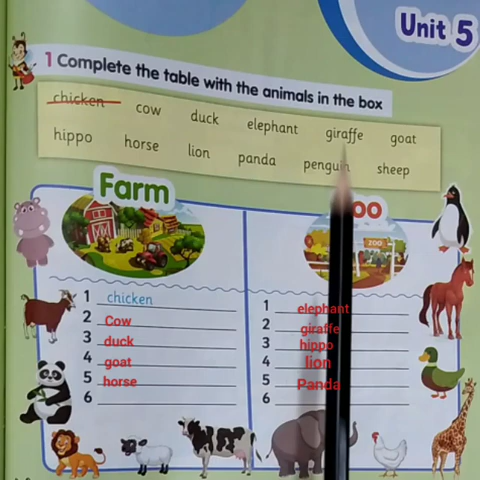 Unit 5
1 Complete the table with the animals in the box
chicken cow duck elephant giraffe goat
hippo horse lion panda penguin sheep
Farm
ZOO
1 chicken
2 Cow
3 duck
4 goat
5 horse
6
1 elephant
2 giraffe
3 hippo
4 lion
5 Panda
6